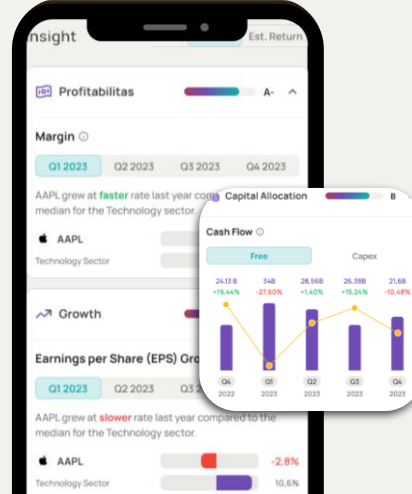 nsight
Est. Return
Profitabilitas
A-
Margin
Q1 2023 Q2 2023 Q3 2023 Q4 2023
AAPL grew at faster rate last year
median for the Technology sector.
AAPL
Technology Sector
Capital Allocation
B
Cash Flow
Free Capex
24,13 B 34B 28,56B 26,38B 21,6B
+19,44% -27,60% +1,40% +15,24% -10.48%
Q4 Q1 Q2 Q3 Q4
2022 2023 2023 2023 2023
Growth
Earnings per Share (EPS) Gro
Q1 2023 Q2 2023 Q3 2
AAPL grew at slower rate last year compared to the
median for the Technology sector.
AAPL
-2,8%
Technology Sector
10,6%